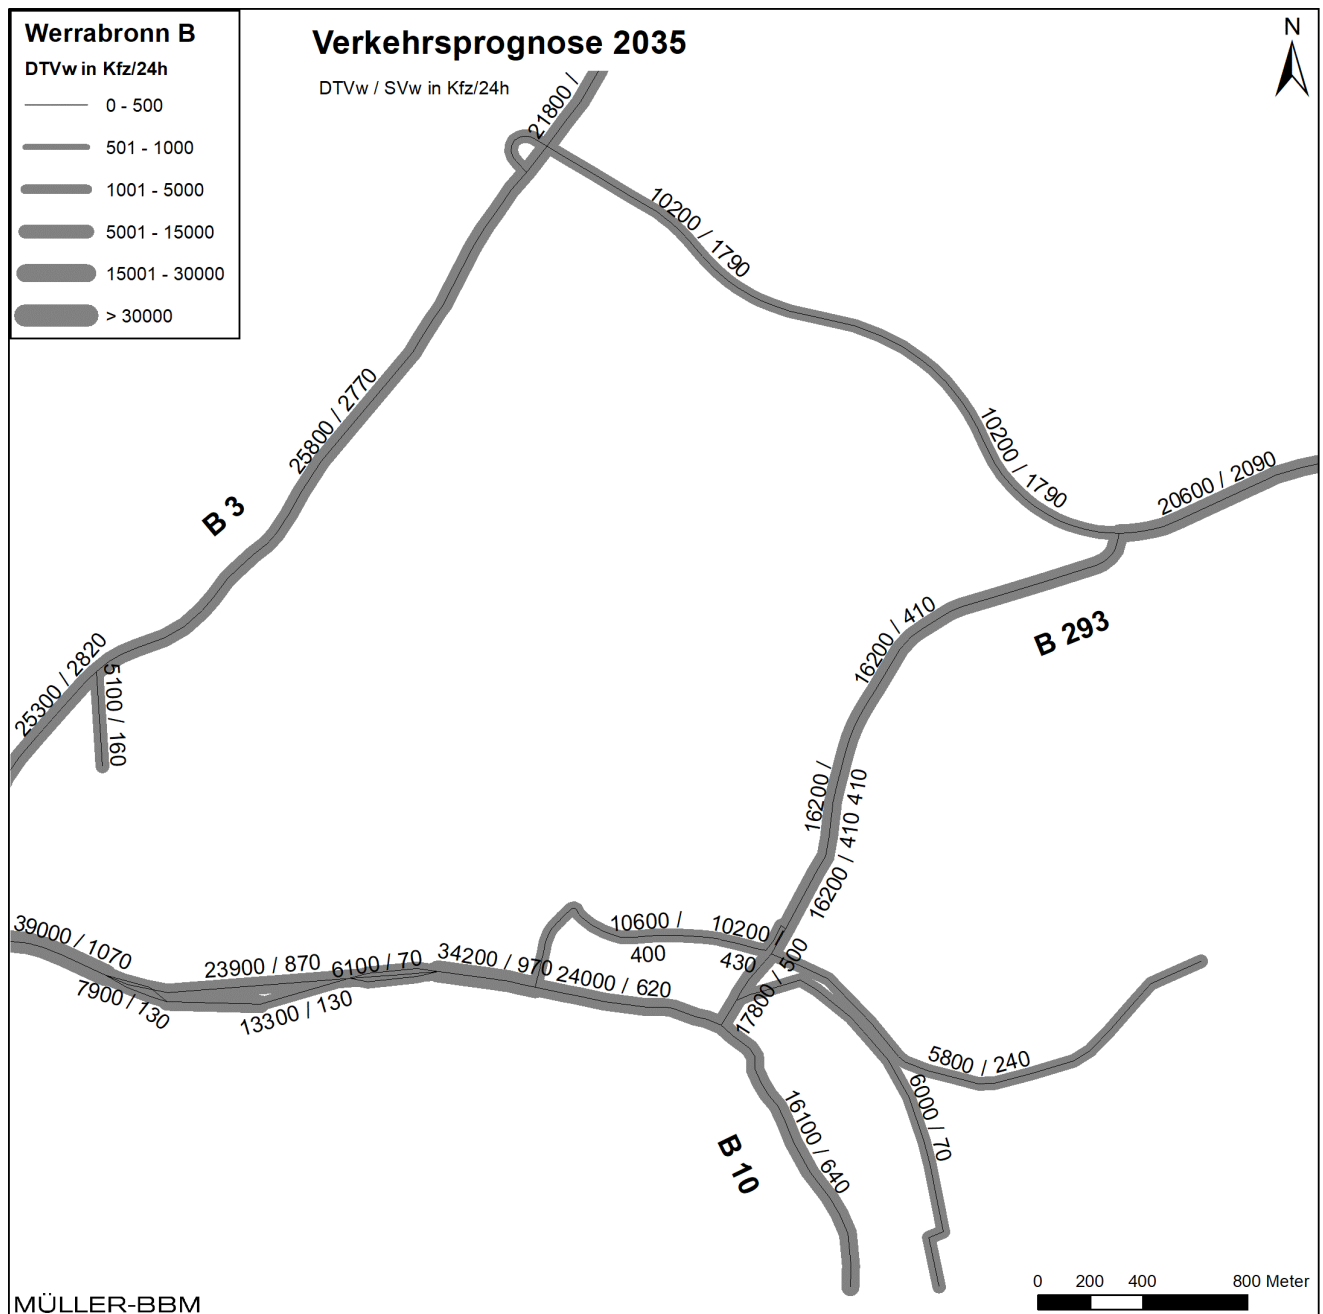 Werrabronn B
DTVw in Kfz/24h
0 - 500
501 - 1000
1001 - 5000
5001 - 15000
15001 - 30000
> 30000
Verkehrsprognose 2035
DTVw / SVw in Kfz/24h
N
21800 /
10200 / 1790
25800 / 2770
10200 / 1790
20600 / 2090
B 3
B 293
16200 / 410
25300 / 2820
5100 / 160
16200 /
410
16200 / 410
39000 / 1070
7900 / 130
23900 / 870
13300 / 130
6100 / 70
34200 / 970
24000 / 620
10600 /
400
10200
430
17800 / 500
5800 / 240
6000 / 70
16100 / 640
B 10
0 200 400 800 Meter
MÜLLER-BBM